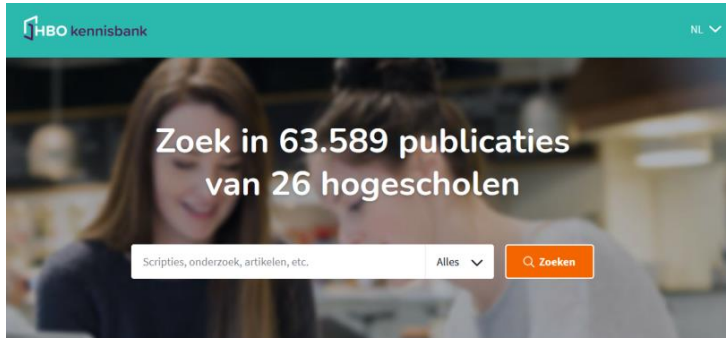 HBO kennisbank
NL
Zoek in 63.589 publicaties
van 26 hogescholen
Scripties, onderzoek, artikelen, etc.
Alles
Zoeken